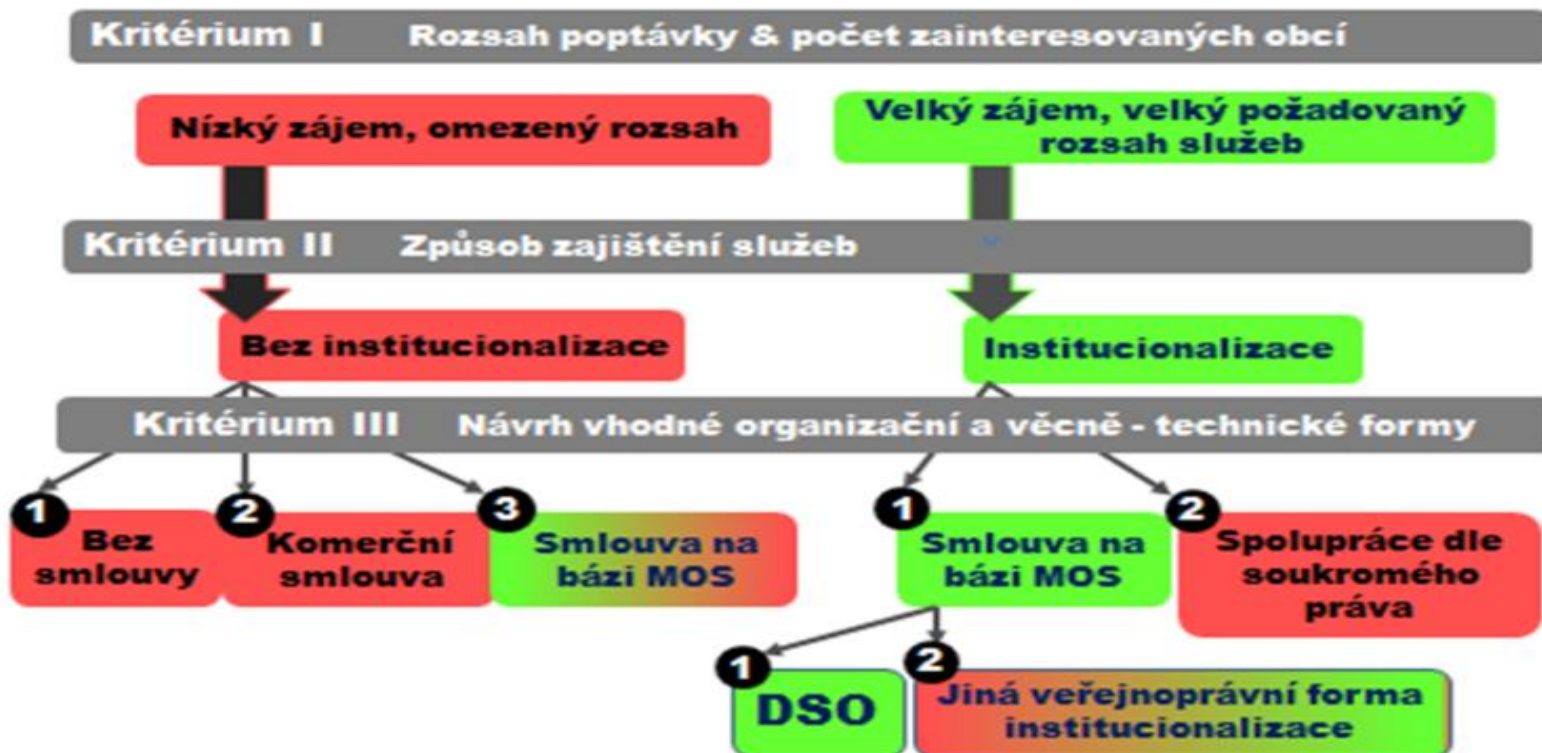 Kritérium I Rozsah poptávky & počet zainteresovaných obcí
Nízký zájem, omezený rozsah
Velký zájem, velký požadovaný
rozsah služeb
Kritérium II Způsob zajištění služeb
Bez institucionalizace
Institucionalizace
Kritérium III Návrh vhodné organizační a věcně - technické formy
1
Bez
smlouvy
2
Komerční
smlouva
3
Smlouva na
bázi MOS
1
Smlouva na
bázi MOS
2
Spolupráce dle
soukromého
práva
1
DSO
2
Jiná veřejnoprávní forma
institucionalizace